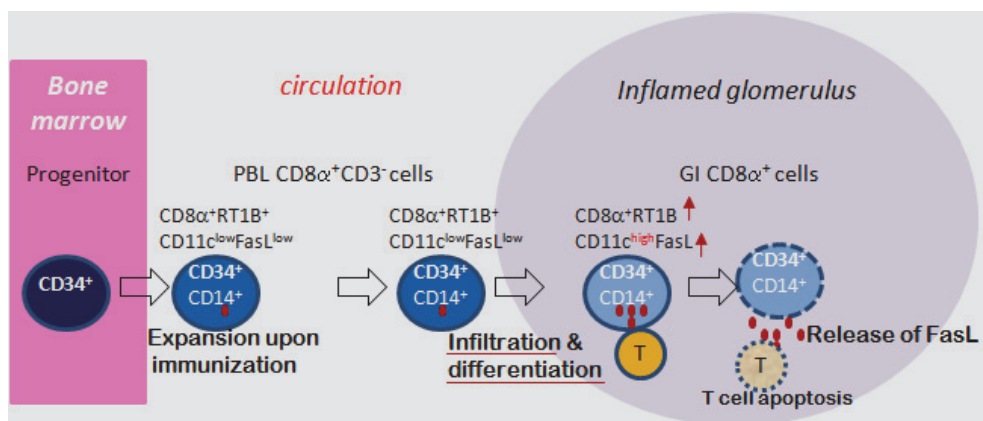 Bone
marrow
circulation
Inflamed glomerulus
Progenitor
PBL CD8α⁺CD3⁻ cells
GI CD8α⁺ cells
CD8α⁺RT1B⁺
CD11cˡᵒʷFasLˡᵒʷ
CD8α⁺RT1B⁺
CD11cˡᵒʷFasLˡᵒʷ
CD8α⁺RT1B
CD11cʰⁱᵍʰFasL
CD34⁺
CD34⁺
CD14⁺
CD34⁺
CD14⁺
CD34⁺
CD14⁺
CD34⁺
CD14⁺
Expansion upon
immunization
Infiltration &
differentiation
T
Release of FasL
T
T cell apoptosis